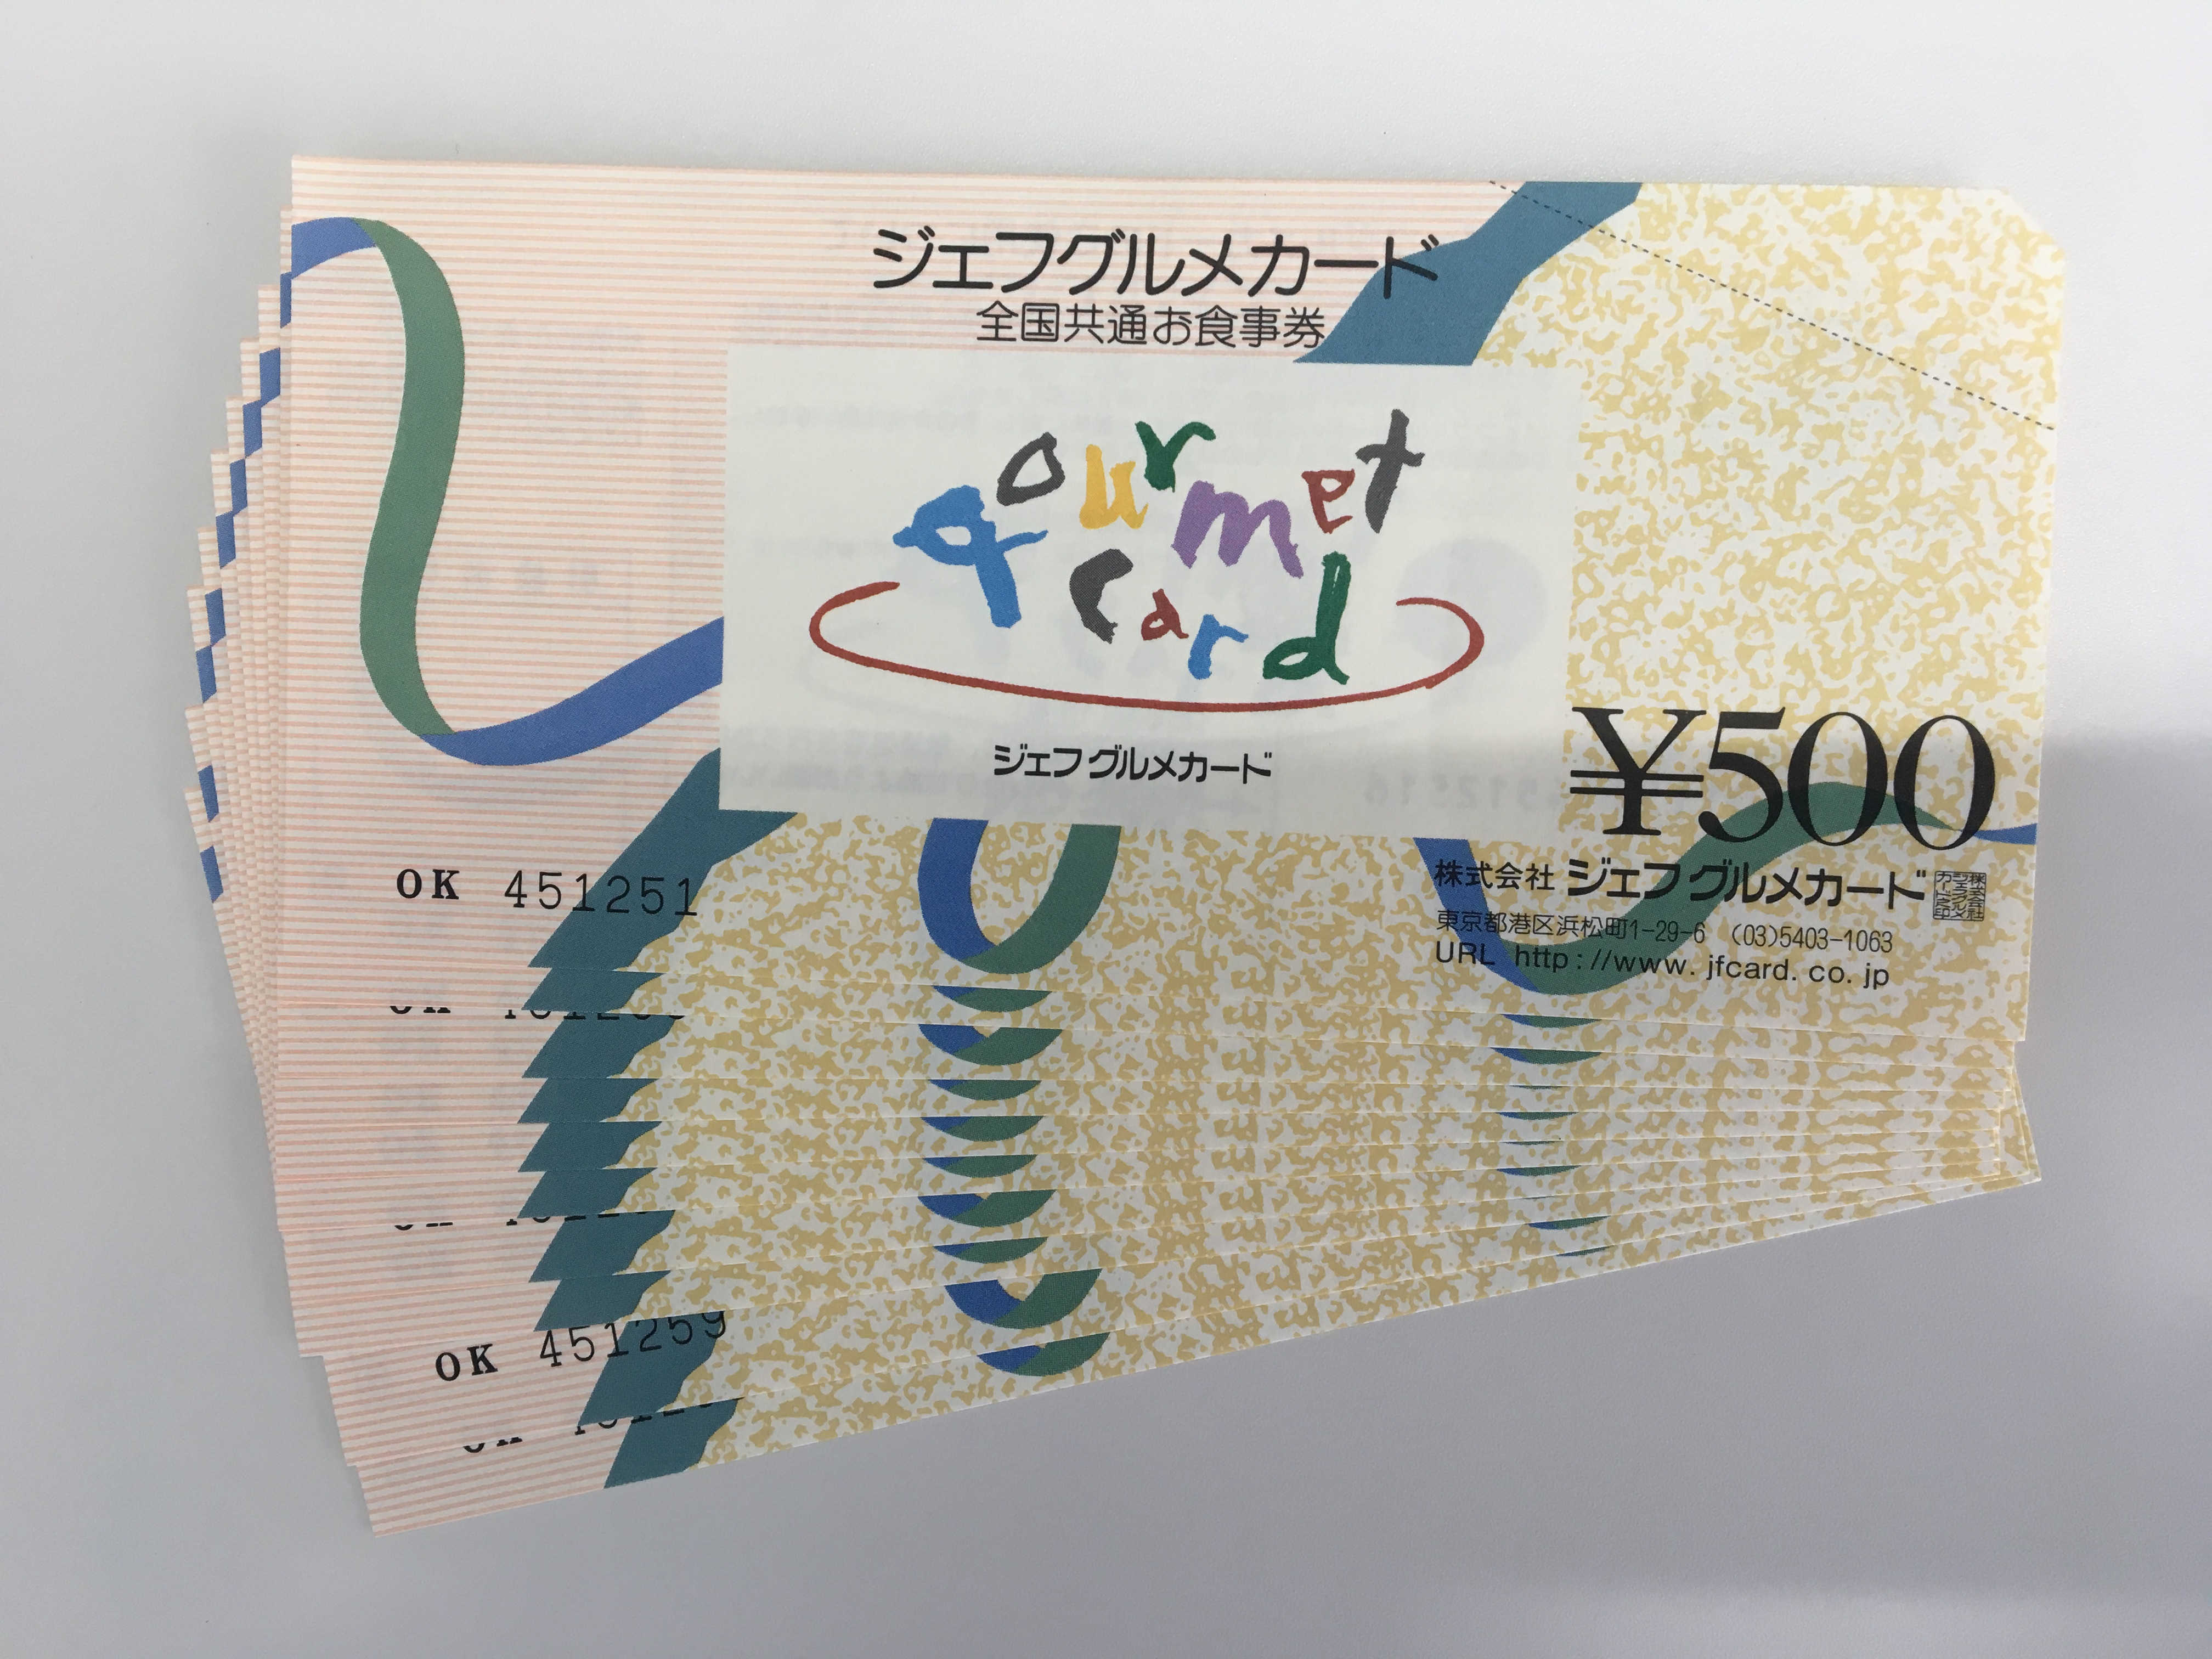 ジェフグルメカード
全国共通お食事券
gourmet
card
ジェフグルメカード
¥500
OK 451251
株式会社 ジェフグルメカード
東京都港区浜松町1-29-6 (03)5403-1063
URL http://www.jfcard.co.jp
OK 451259